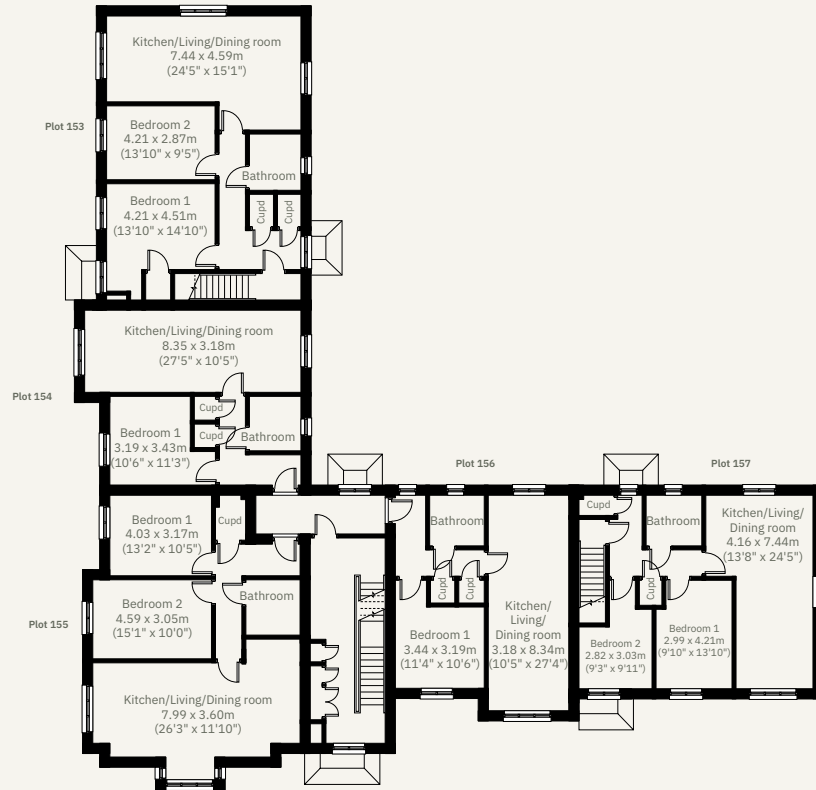 Kitchen/Living/Dining room
7.44 x 4.59m
(24'5" x 15'1")
Plot 153
Bedroom 2
4.21 x 2.87m
(13'10" x 9'5")
Bathroom
Bedroom 1
4.21 x 4.51m
(13'10" x 14'10")
Cupd
Cupd
Kitchen/Living/Dining room
8.35 x 3.18m
(27'5" x 10'5")
Plot 154
Cupd
Cupd
Bathroom
Bedroom 1
3.19 x 3.43m
(10'6" x 11'3")
Bedroom 1
4.03 x 3.17m
(13'2" x 10'5")
Cupd
Bathroom
Bedroom 2
4.59 x 3.05m
(15'1" x 10'0")
Plot 155
Kitchen/Living/Dining room
7.99 x 3.60m
(26'3" x 11'10")
Plot 156
Bathroom
Cupd
Cupd
Bedroom 1
3.44 x 3.19m
(11'4" x 10'6")
Kitchen/
Living/
Dining room
3.18 x 8.34m
(10'5" x 27'4")
Plot 157
Cupd
Bathroom
Kitchen/Living/
Dining room
4.16 x 7.44m
(13'8" x 24'5")
Cupd
Bedroom 2
2.82 x 3.03m
(9'3" x 9'11")
Bedroom 1
2.99 x 4.21m
(9'10" x 13'10")